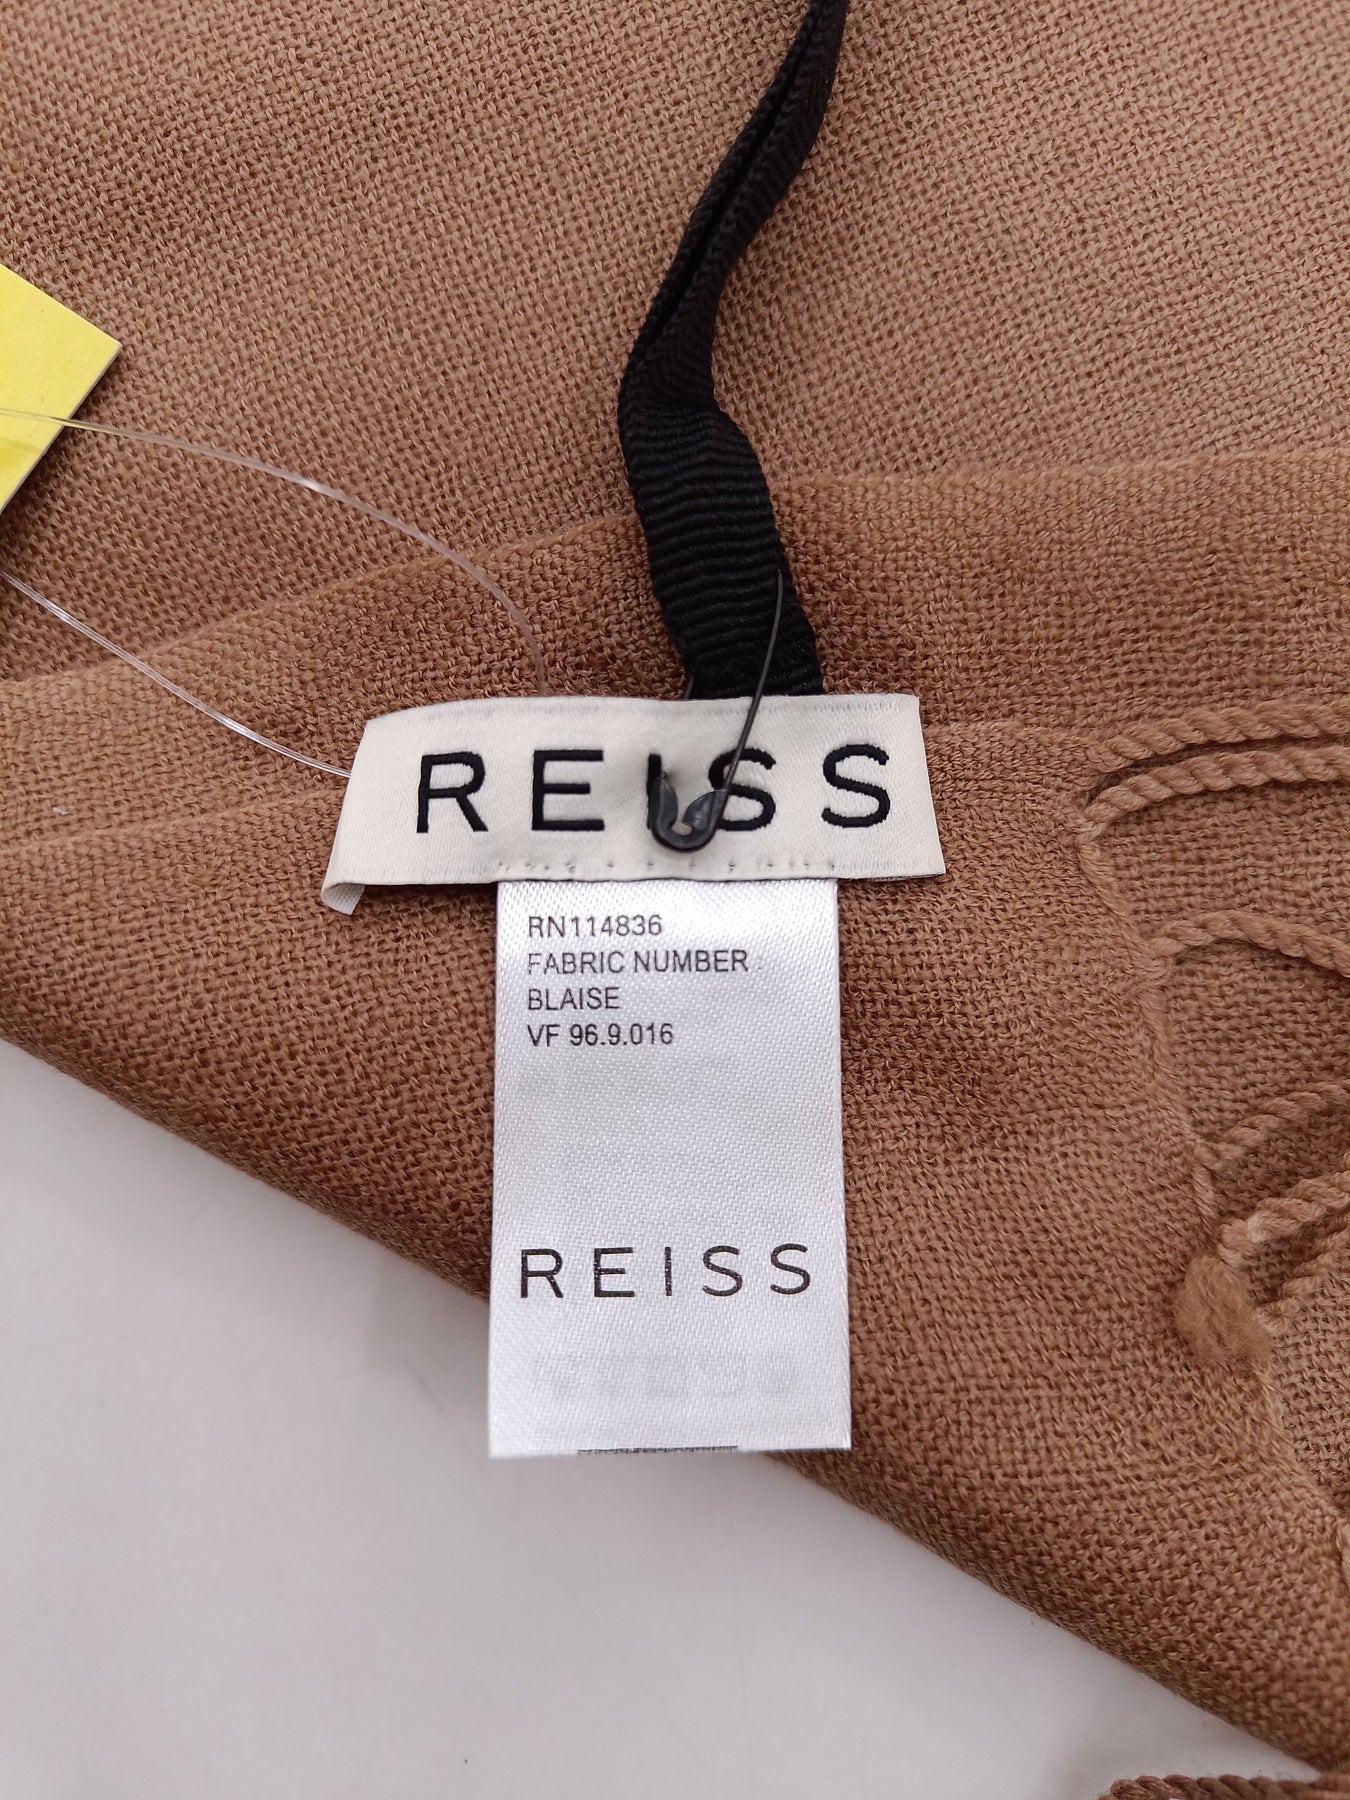 REISS
RN114836
FABRIC NUMBER
BLAISE
VF 96.9.016
REISS